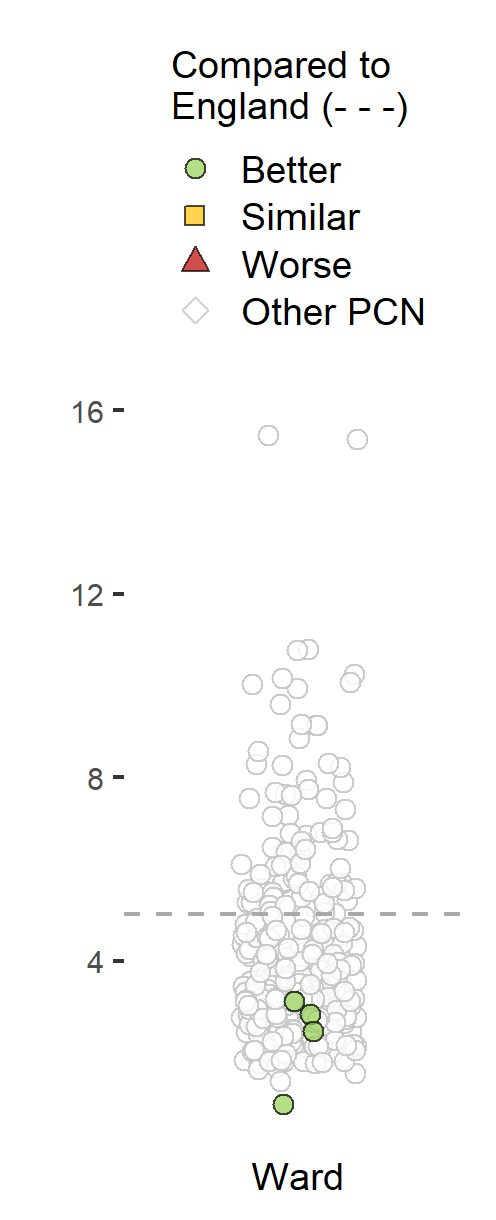 Compared to
England (- - -)
Better
Similar
Worse
Other PCN
16
12
8
4
Ward